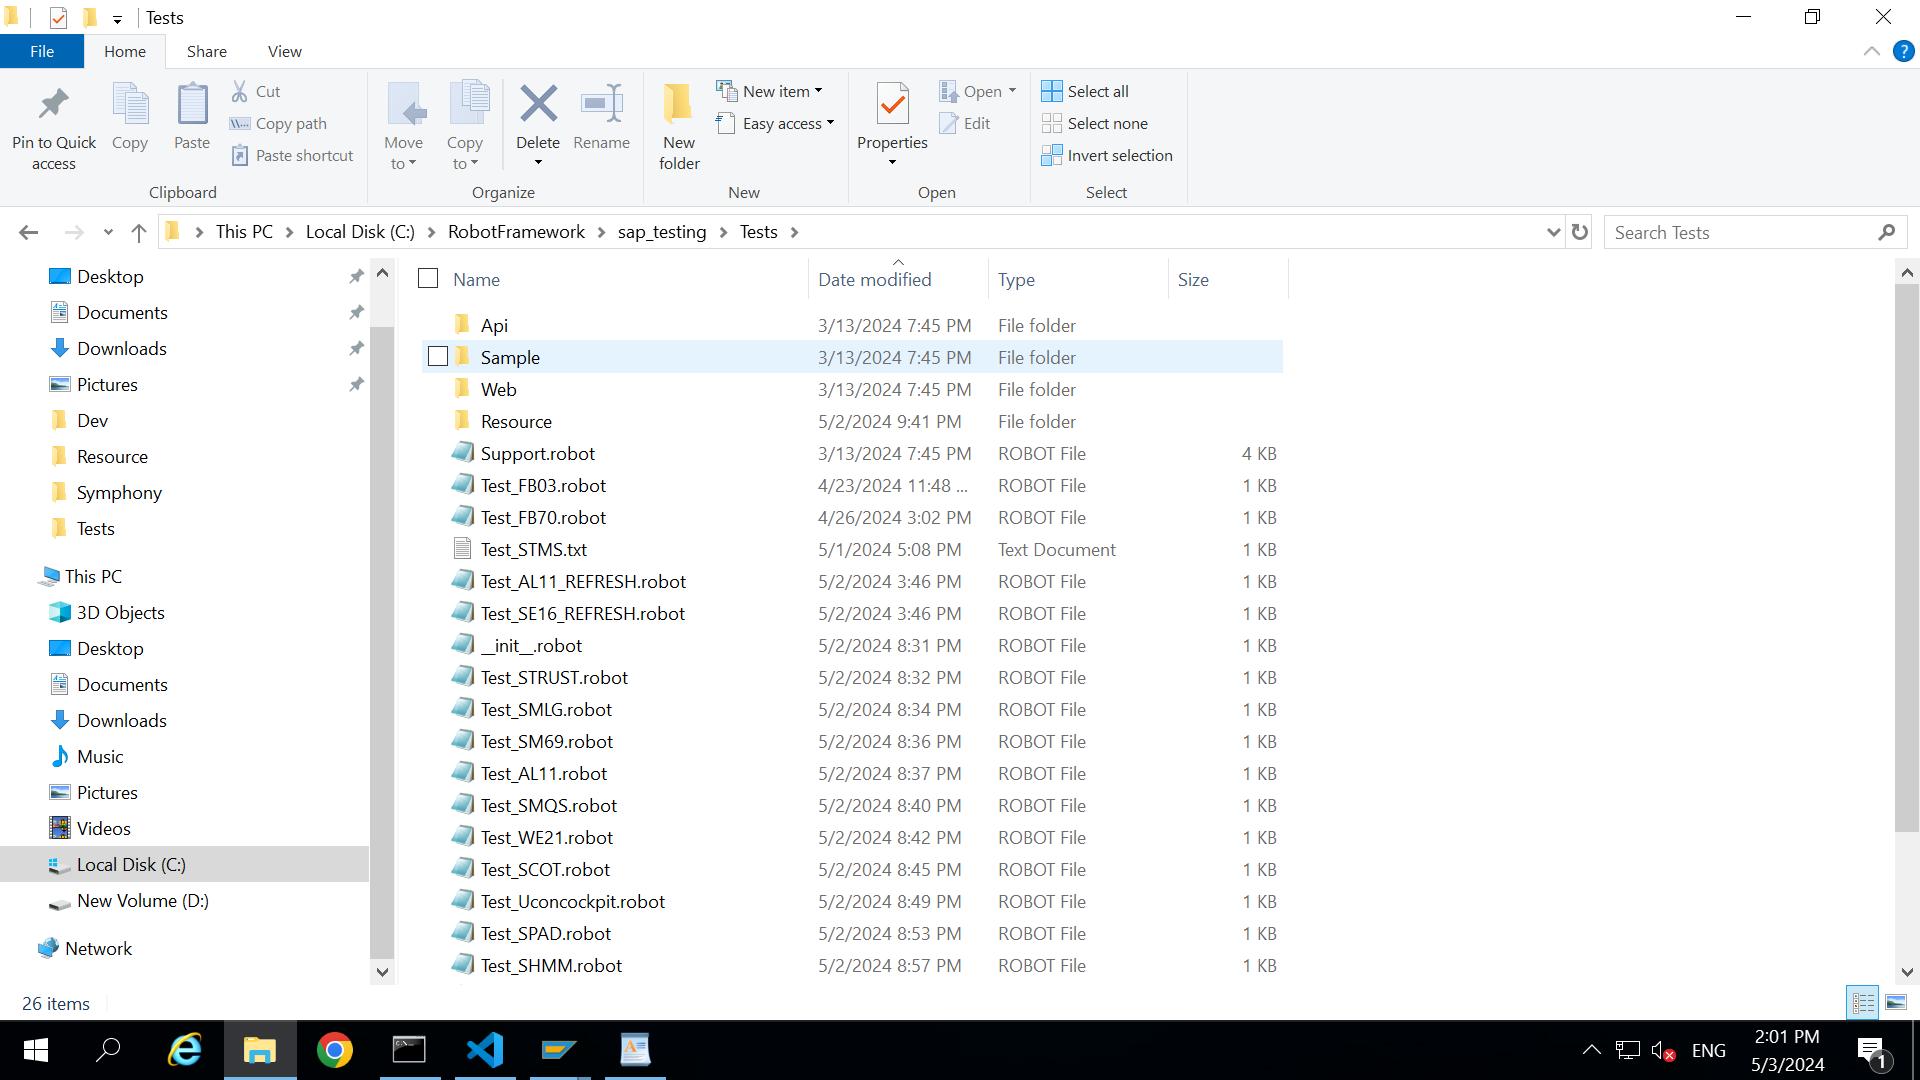 Tests
File Home Share View
Pin to Quick access
Copy
Paste
Cut
Copy path
Paste shortcut
Clipboard
Move to
Copy to
Delete
Rename
Organize
New folder
New item
Easy access
New
Properties
Open
Edit
Open
Select all
Select none
Invert selection
Select
This PC Local Disk (C:) RobotFramework sap_testing Tests
Search Tests
Desktop
Documents
Downloads
Pictures
Dev
Resource
Symphony
Tests
This PC
3D Objects
Desktop
Documents
Downloads
Music
Pictures
Videos
Local Disk (C:)
New Volume (D:)
Network
Name Date modified Type Size
Api 3/13/2024 7:45 PM File folder
Sample 3/13/2024 7:45 PM File folder
Web 3/13/2024 7:45 PM File folder
Resource 5/2/2024 9:41 PM File folder
Support.robot 3/13/2024 7:45 PM ROBOT File 4 KB
Test_FB03.robot 4/23/2024 11:48 ... ROBOT File 1 KB
Test_FB70.robot 4/26/2024 3:02 PM ROBOT File 1 KB
Test_STMS.txt 5/1/2024 5:08 PM Text Document 1 KB
Test_AL11_REFRESH.robot 5/2/2024 3:46 PM ROBOT File 1 KB
Test_SE16_REFRESH.robot 5/2/2024 3:46 PM ROBOT File 1 KB
__init__.robot 5/2/2024 8:31 PM ROBOT File 1 KB
Test_STRUST.robot 5/2/2024 8:32 PM ROBOT File 1 KB
Test_SMLG.robot 5/2/2024 8:34 PM ROBOT File 1 KB
Test_SM69.robot 5/2/2024 8:36 PM ROBOT File 1 KB
Test_AL11.robot 5/2/2024 8:37 PM ROBOT File 1 KB
Test_SMQS.robot 5/2/2024 8:40 PM ROBOT File 1 KB
Test_WE21.robot 5/2/2024 8:42 PM ROBOT File 1 KB
Test_SCOT.robot 5/2/2024 8:45 PM ROBOT File 1 KB
Test_Uconcockpit.robot 5/2/2024 8:49 PM ROBOT File 1 KB
Test_SPAD.robot 5/2/2024 8:53 PM ROBOT File 1 KB
Test_SHMM.robot 5/2/2024 8:57 PM ROBOT File 1 KB
26 items
ENG
2:01 PM
5/3/2024
1